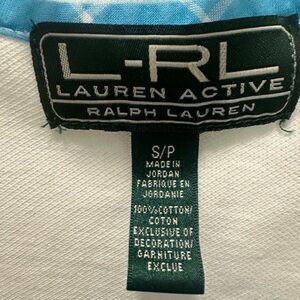 L-RL
LAUREN ACTIVE
RALPH LAUREN
S/P
MADE IN
JORDAN
FABRIQUE EN
JORDANIE
100%COTTON/
COTON
EXCLUSIVE OF
DECORATION/
GARNITURE
EXCLUE